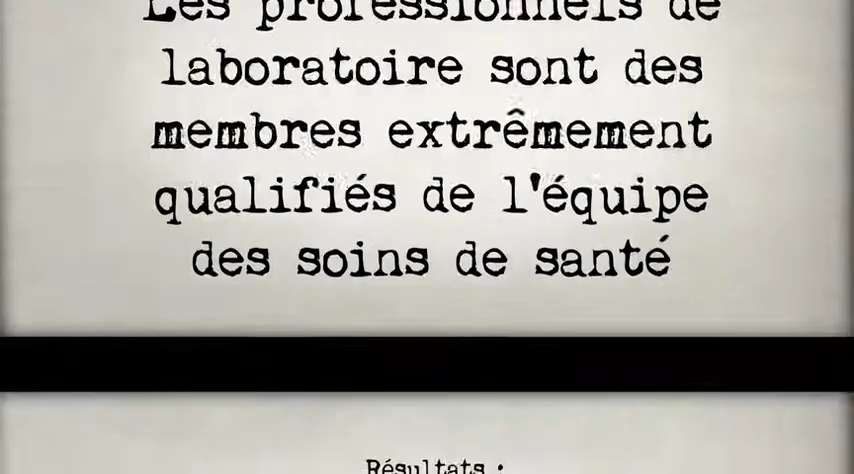 Les professionnels de
laboratoire sont des
membres extrêmement
qualifiés de l'équipe
des soins de santé
Résultats :